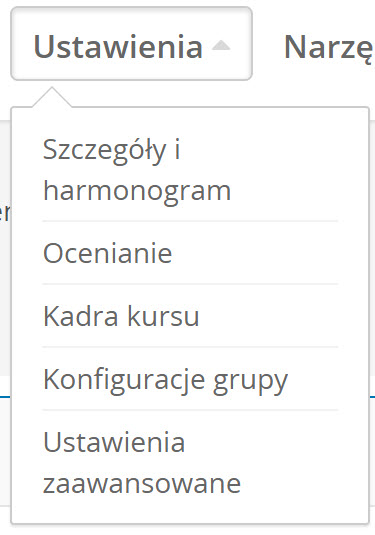 Ustawienia Narzę
Szczegóły i
harmonogram
Ocenianie
Kadra kursu
Konfiguracje grupy
Ustawienia
zaawansowane